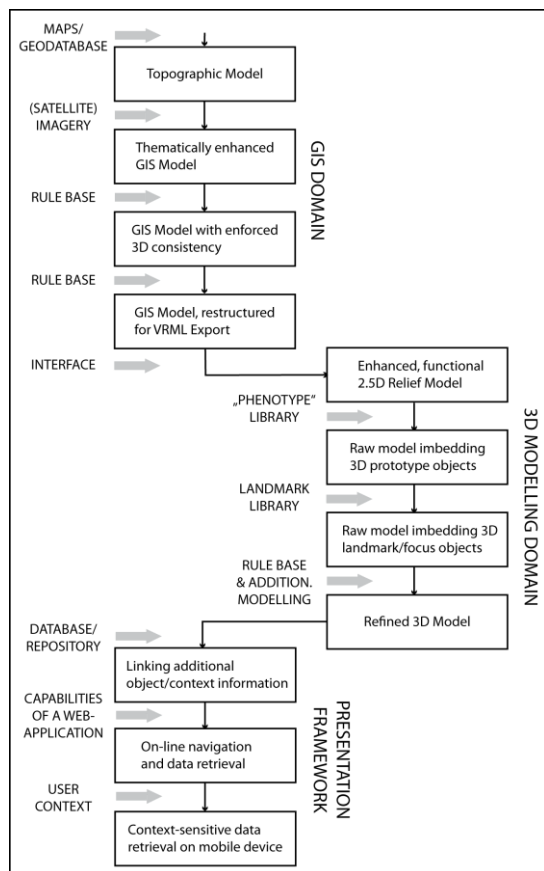 MAPS/
GEODATABASE
Topographic Model
(SATELLITE)
IMAGERY
Thematically enhanced
GIS Model
RULE BASE
GIS Model with enforced
3D consistency
RULE BASE
GIS Model, restructured
for VRML Export
GIS DOMAIN
INTERFACE
Enhanced, functional
2.5D Relief Model
„PHENOTYPE”
LIBRARY
Raw model imbedding
3D prototype objects
LANDMARK
LIBRARY
Raw model imbedding 3D
landmark/focus objects
RULE BASE
& ADDITION.
MODELLING
Refined 3D Model
3D MODELLING DOMAIN
DATABASE/
REPOSITORY
Linking additional
object/context information
CAPABILITIES
OF A WEB-
APPLICATION
On-line navigation
and data retrieval
USER
CONTEXT
Context-sensitive data
retrieval on mobile device
PRESENTATION
FRAMEWORK